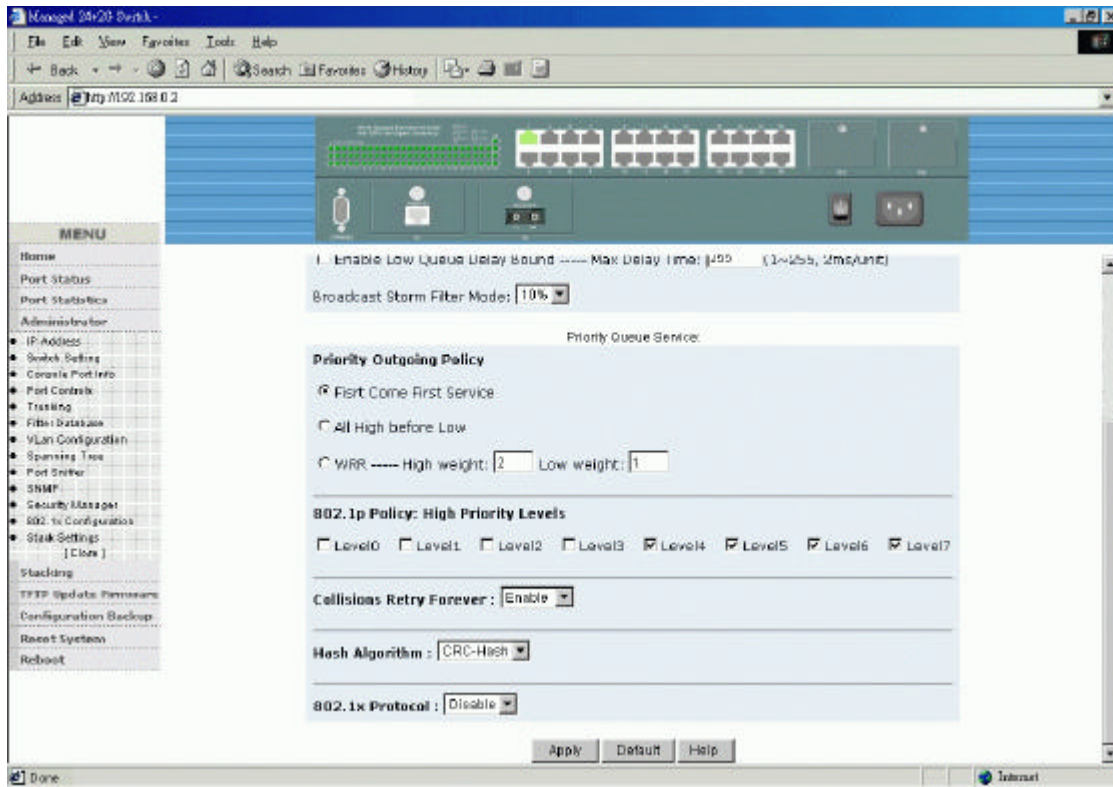 Managed 24+2G Switch -
File Edit View Favorites Tools Help
Back Search Favorites History
Address http://192.168.0.2
MENU
Home
Port Status
Port Statistics
Administrator
IP Address
Switch Setting
Console Port Info
Port Controls
Trunking
Filter Database
VLan Configuration
Spanning Tree
Port Sniffer
SNMP
Security Manager
802.1x Configuration
Stack Settings
[Close]
Stacking
TFTP Update Firmware
Configuration Backup
Reset System
Reboot
Enable Low Queue Delay Bound ----- Max Delay Time: 255 (1~255, 2ms/unit)
Broadcast Storm Filter Mode: 10%
Priority Queue Service:
Priority Outgoing Policy
Fisrt Come First Service
All High before Low
WRR ----- High weight: 2 Low weight: 1
802.1p Policy: High Priority Levels
Level0 Level1 Level2 Level3 Level4 Level5 Level6 Level7
Collisions Retry Forever : Enable
Hash Algorithm : CRC-Hash
802.1x Protocol : Disable
Apply Default Help
Done Internet